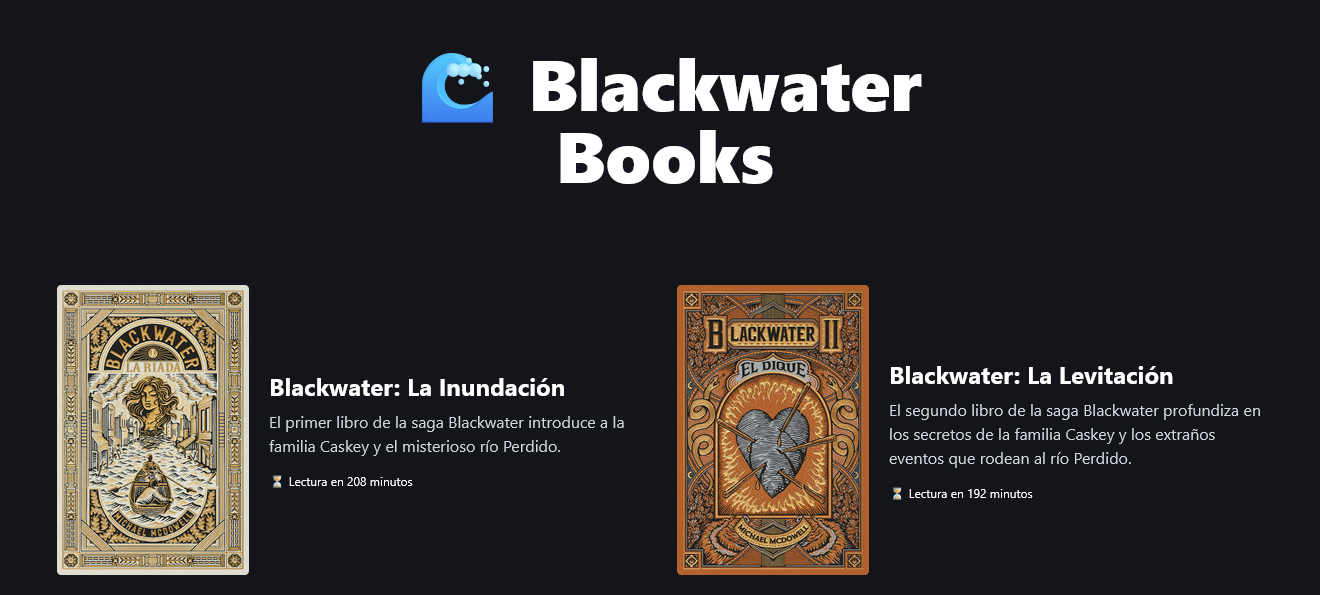 🌊 Blackwater
Books
BLACKWATER
LA RIADA
MICHAEL MCDOWELL
Blackwater: La Inundación
El primer libro de la saga Blackwater introduce a la
familia Caskey y el misterioso río Perdido.
⏳ Lectura en 208 minutos
BLACKWATER II
EL DIQUE
MICHAEL MCDOWELL
Blackwater: La Levitación
El segundo libro de la saga Blackwater profundiza en
los secretos de la familia Caskey y los extraños
eventos que rodean al río Perdido.
⏳ Lectura en 192 minutos